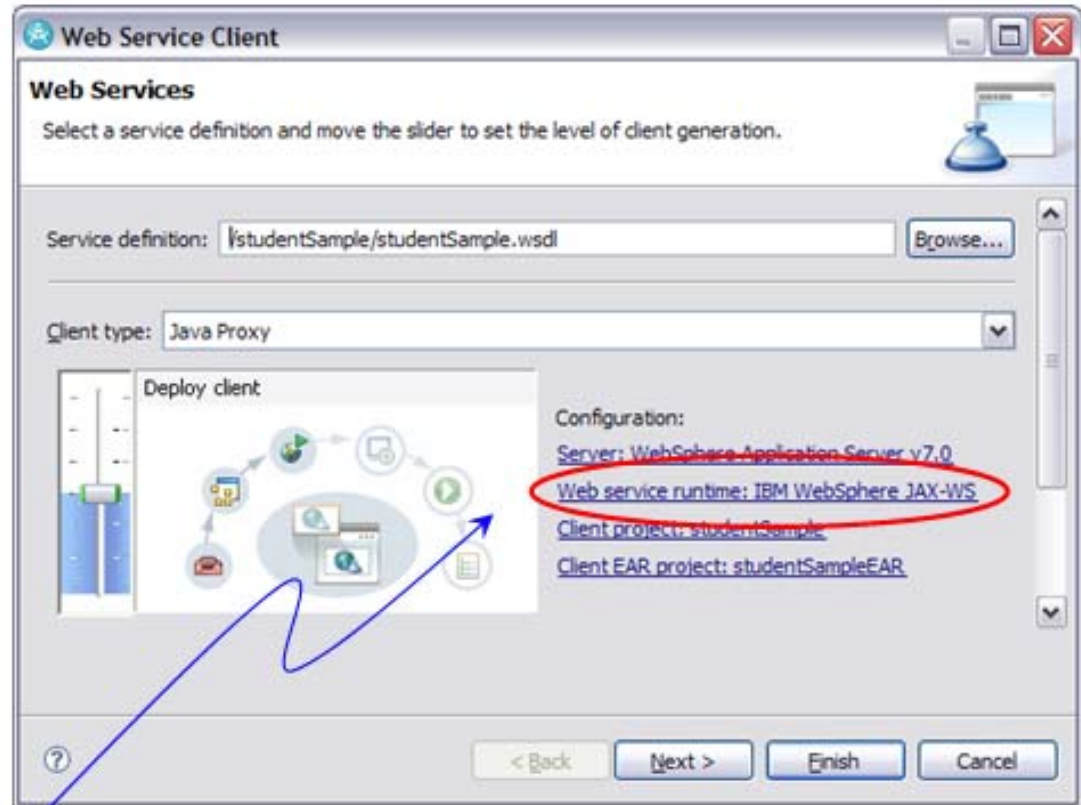 Web Service Client
Web Services
Select a service definition and move the slider to set the level of client generation.
Service definition: /studentSample/studentSample.wsdl
Browse...
Client type: Java Proxy
Deploy client
Configuration:
Server: WebSphere Application Server v7.0
Web service runtime: IBM WebSphere JAX-WS
Client project: studentSample
Client EAR project: studentSampleEAR
?
< Back
Next >
Finish
Cancel